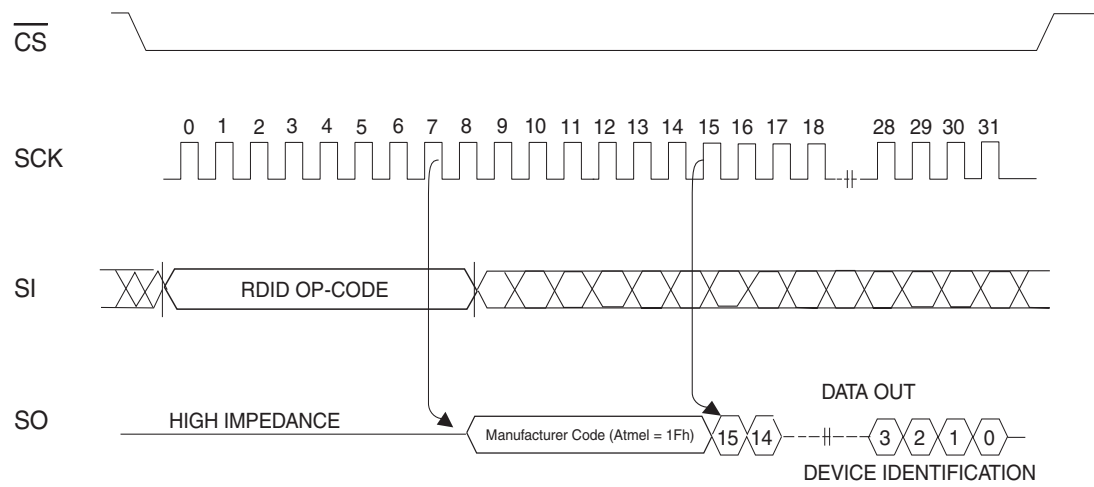 CS
0 1 2 3 4 5 6 7 8 9 10 11 12 13 14 15 16 17 18 28 29 30 31
SCK
SI
RDID OP-CODE
DATA OUT
SO
HIGH IMPEDANCE
Manufacturer Code (Atmel = 1Fh) 15 14 3 2 1 0
DEVICE IDENTIFICATION